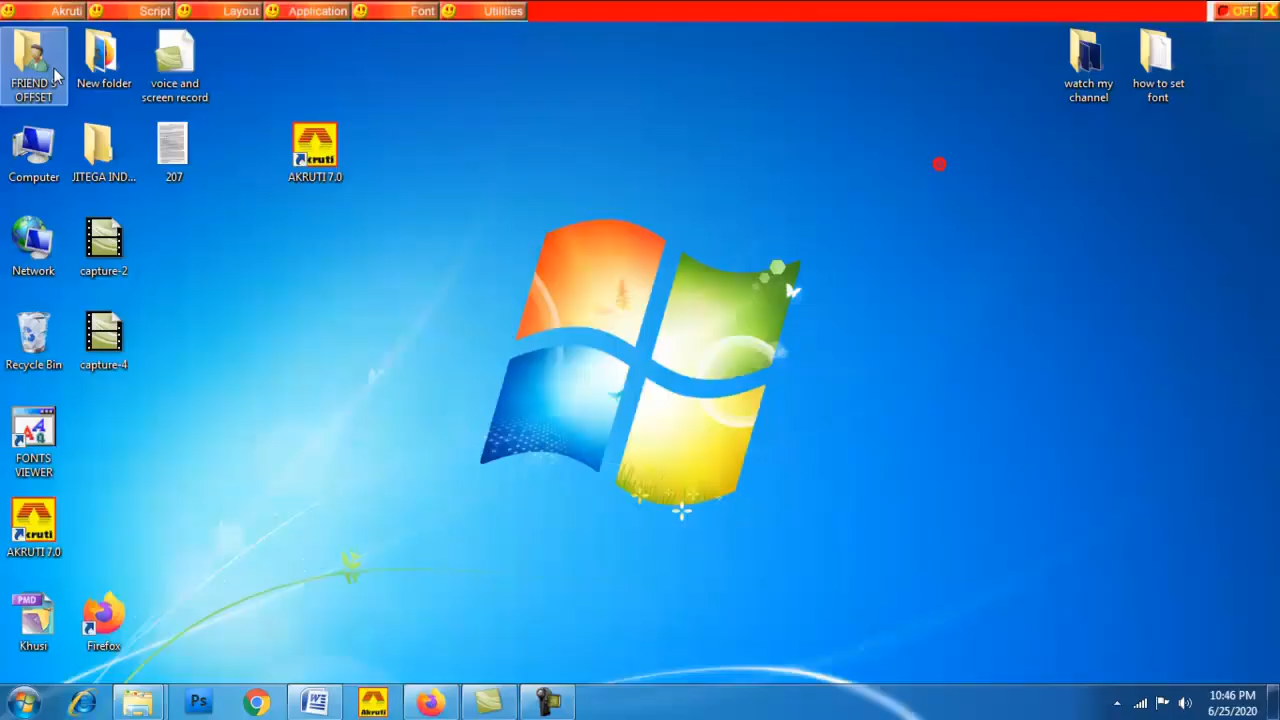 Akruti Script Layout Application Font Utilities OFF
FRIEND
OFFSET
New folder
voice and
screen record
watch my
channel
how to set
font
Computer
JITEGA IND...
207
kruti
AKRUTI 7.0
Network
capture-2
Recycle Bin
capture-4
FONTS
VIEWER
kruti
AKRUTI 7.0
PMD
Khusi
Firefox
Ps
Akruti
10:46 PM
6/25/2020